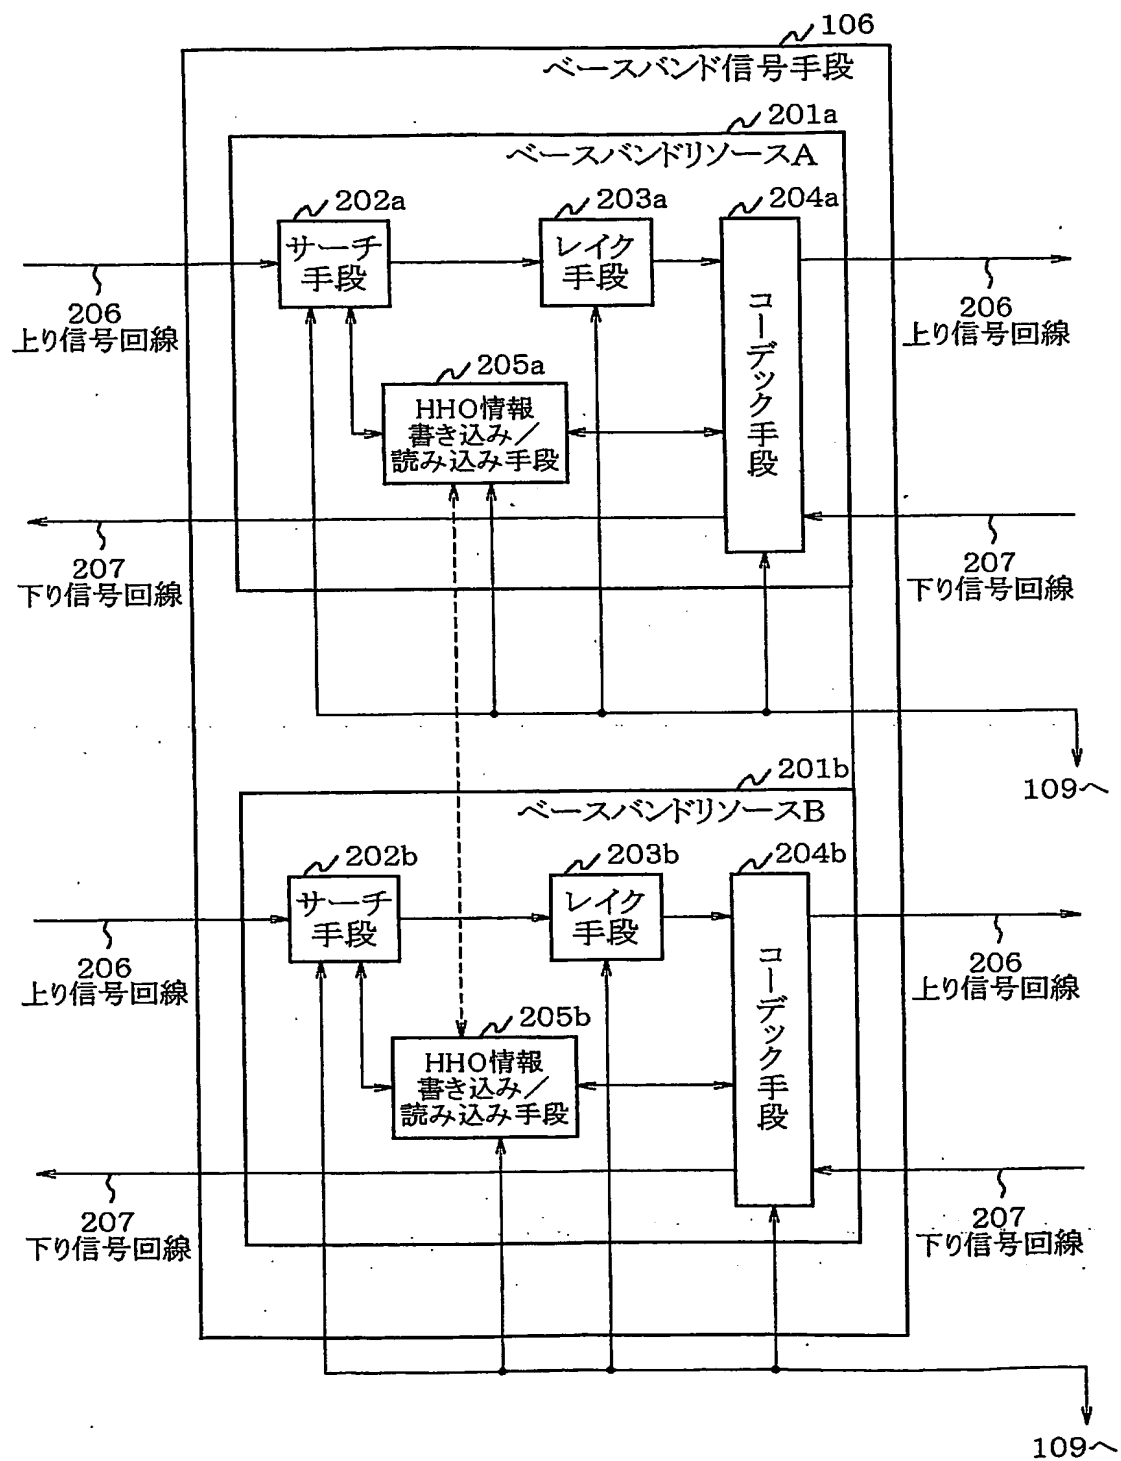 106
ベースバンド信号手段
201a
ベースバンドリソースA
202a
203a
204a
サーチ
手段
レイク
手段
コーデック手段
206
上り信号回線
206
上り信号回線
205a
HHO情報
書き込み/
読み込み手段
207
下り信号回線
207
下り信号回線
109へ
201b
ベースバンドリソースB
202b
203b
204b
サーチ
手段
レイク
手段
コーデック手段
206
上り信号回線
206
上り信号回線
205b
HHO情報
書き込み/
読み込み手段
207
下り信号回線
207
下り信号回線
109へ